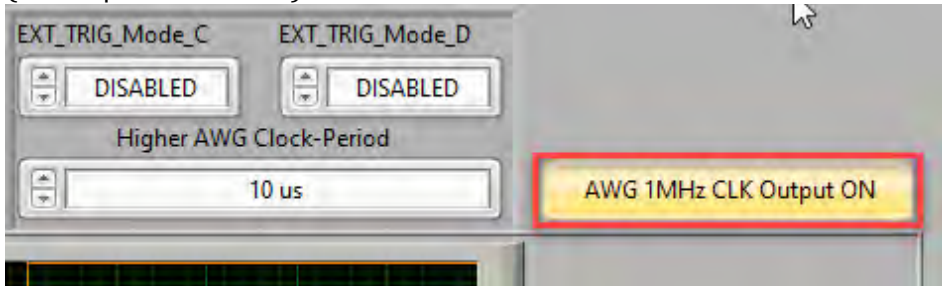 EXT_TRIG_Mode_C EXT_TRIG_Mode_D
DISABLED DISABLED
Higher AWG Clock-Period
10 us
AWG 1MHz CLK Output ON